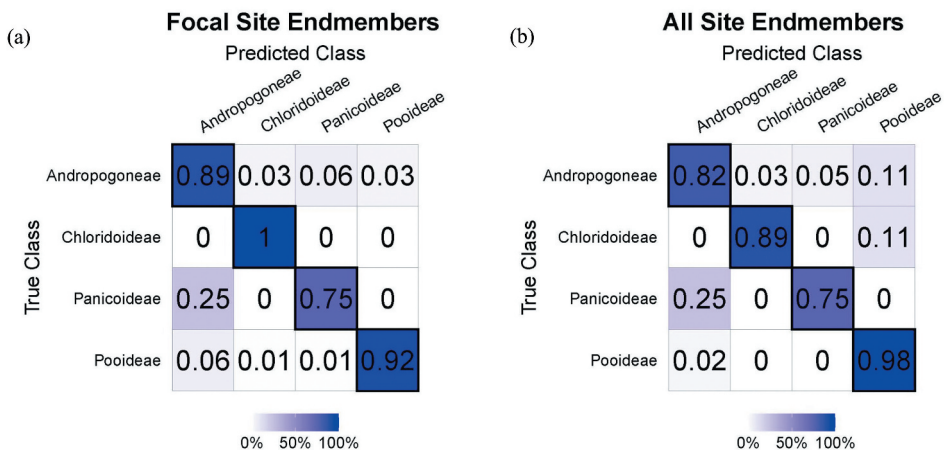 (a)
Focal Site Endmembers
Predicted Class
Andropogoneae
Chloridoideae
Panicoideae
Pooideae
True Class
Andropogoneae 0.89 0.03 0.06 0.03
Chloridoideae 0 1 0 0
Panicoideae 0.25 0 0.75 0
Pooideae 0.06 0.01 0.01 0.92
0% 50% 100%
(b)
All Site Endmembers
Predicted Class
Andropogoneae
Chloridoideae
Panicoideae
Pooideae
True Class
Andropogoneae 0.82 0.03 0.05 0.11
Chloridoideae 0 0.89 0 0.11
Panicoideae 0.25 0 0.75 0
Pooideae 0.02 0 0 0.98
0% 50% 100%